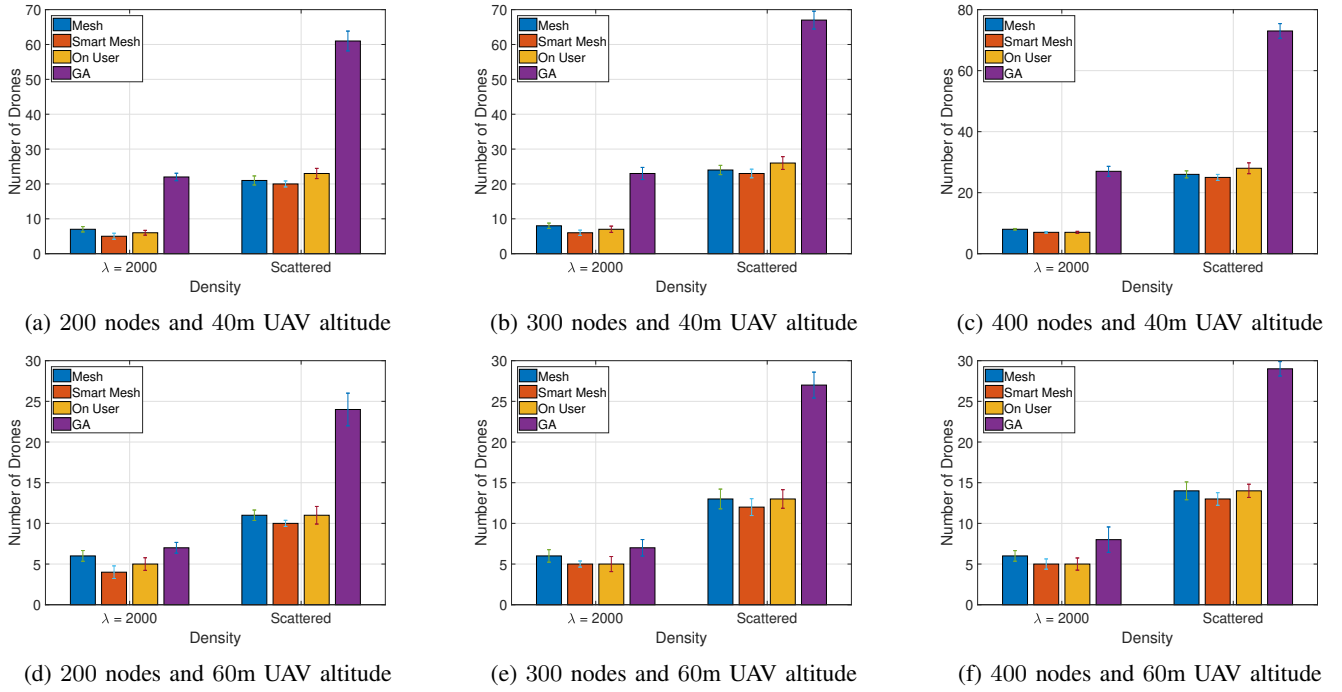 70
60
50
40
30
20
10
0
Number of Drones
Mesh
Smart Mesh
On User
GA
λ = 2000
Scattered
Density
(a) 200 nodes and 40m UAV altitude
70
60
50
40
30
20
10
0
Number of Drones
Mesh
Smart Mesh
On User
GA
λ = 2000
Scattered
Density
(b) 300 nodes and 40m UAV altitude
80
60
40
20
0
Number of Drones
Mesh
Smart Mesh
On User
GA
λ = 2000
Scattered
Density
(c) 400 nodes and 40m UAV altitude
30
25
20
15
10
5
0
Number of Drones
Mesh
Smart Mesh
On User
GA
λ = 2000
Scattered
Density
(d) 200 nodes and 60m UAV altitude
30
25
20
15
10
5
0
Number of Drones
Mesh
Smart Mesh
On User
GA
λ = 2000
Scattered
Density
(e) 300 nodes and 60m UAV altitude
30
25
20
15
10
5
0
Number of Drones
Mesh
Smart Mesh
On User
GA
λ = 2000
Scattered
Density
(f) 400 nodes and 60m UAV altitude